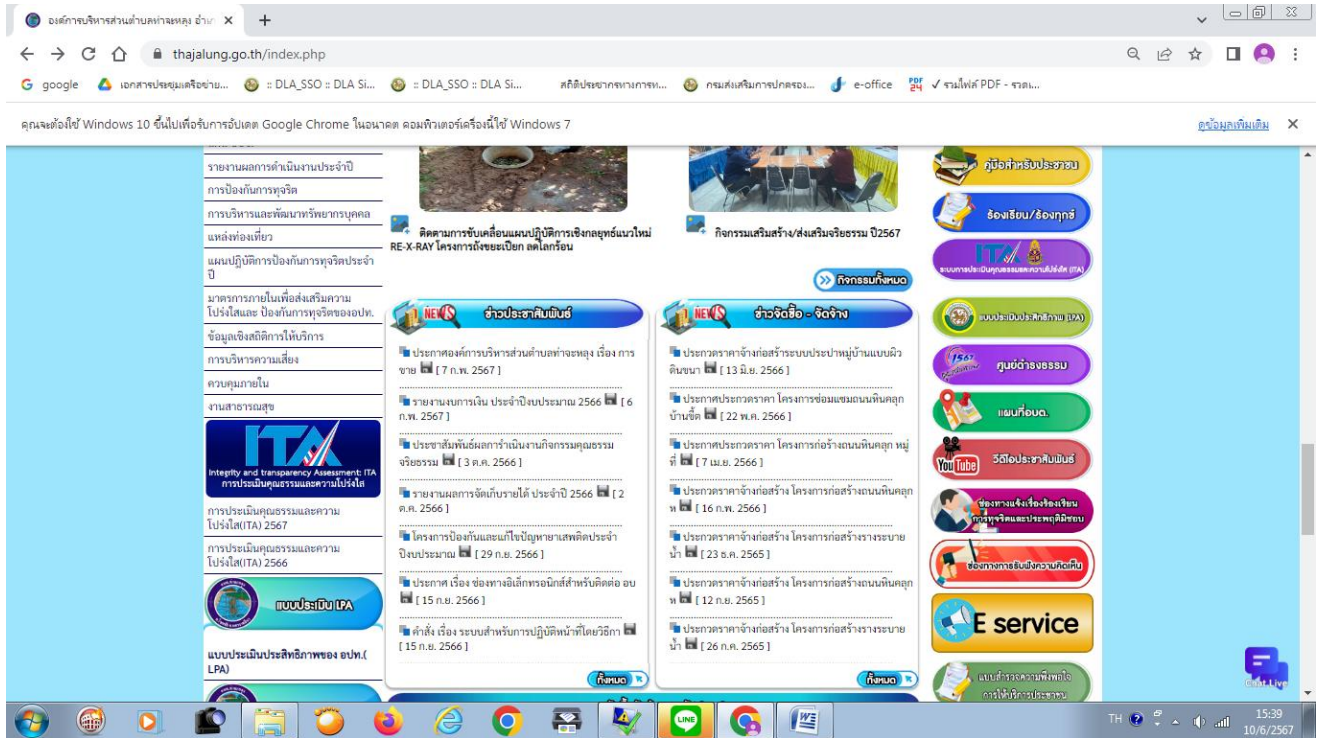 องค์การบริหารส่วนตำบลท่าจะหลุง อำเภ
thajalung.go.th/index.php
google
เอกสารประชุมเครือข่าย...
:: DLA_SSO :: DLA Si...
:: DLA_SSO :: DLA Si...
สถิติประชากรทางการท...
กรมส่งเสริมการปกครอง...
e-office
✓ รวมไฟล์ PDF - รวดเ...
คุณจะต้องใช้ Windows 10 ขึ้นไปเพื่อรับการอัปเดต Google Chrome ในอนาคต คอมพิวเตอร์เครื่องนี้ใช้ Windows 7
ดูข้อมูลเพิ่มเติม
รายงานผลการดำเนินงานประจำปี
การป้องกันการทุจริต
การบริหารและพัฒนาทรัพยากรบุคคล
แหล่งท่องเที่ยว
แผนปฏิบัติการป้องกันการทุจริตประจำ
ปี
มาตรการภายในเพื่อส่งเสริมความ
โปร่งใสและ ป้องกันการทุจริตของอปท.
ข้อมูลเชิงสถิติการให้บริการ
การบริหารความเสี่ยง
ควบคุมภายใน
งานสาธารณสุข
ITA
Integrity and transparency Assessment: ITA
การประเมินคุณธรรมและความโปร่งใส
การประเมินคุณธรรมและความ
โปร่งใส(ITA) 2567
การประเมินคุณธรรมและความ
โปร่งใส(ITA) 2566
แบบประเมิน LPA
แบบประเมินประสิทธิภาพของ อปท.(
LPA)
ติดตามการขับเคลื่อนแผนปฏิบัติการเชิงกลยุทธ์แนวใหม่
RE-X-RAY โครงการถังขยะเปียก ลดโลกร้อน
กิจกรรมเสริมสร้าง/ส่งเสริมจริยธรรม ปี2567
กิจกรรมทั้งหมด
NEWS ข่าวประชาสัมพันธ์
ประกาศองค์การบริหารส่วนตำบลท่าจะหลุง เรื่อง การ
ขาย [ 7 ก.พ. 2567 ]
รายงานงบการเงิน ประจำปีงบประมาณ 2566 [ 6
ก.พ. 2567 ]
ประชาสัมพันธ์ผลการรำเนินงานกิจกรรมคุณธรรม
จริยธรรม [ 3 ต.ค. 2566 ]
รายงานผลการจัดเก็บรายได้ ประจำปี 2566 [ 2
ต.ค. 2566 ]
โครงการป้องกันและแก้ไขปัญหายาเสพติดประจำ
ปีงบประมาณ [ 29 ก.ย. 2566 ]
ประกาศ เรื่อง ช่องทางอิเล็กทรอนิกส์สำหรับติดต่อ อบ
[ 15 ก.ย. 2566 ]
คำสั่ง เรื่อง ระบบสำหรับการปฏิบัติหน้าที่โดยวิธีกา
[ 15 ก.ย. 2566 ]
ทั้งหมด
NEWS ข่าวจัดซื้อ - จัดจ้าง
ประกวดราคาจ้างก่อสร้างระบบประปาหมู่บ้านแบบผิว
ดินขนา [ 13 มิ.ย. 2566 ]
ประกาศประกวดราคา โครงการซ่อมแซมถนนหินคลุก
บ้านขี้ต [ 22 พ.ค. 2566 ]
ประกาศประกวดราคา โครงการก่อร้างถนนหินคลุก หมู่
ที่ [ 7 เม.ย. 2566 ]
ประกวดราคาจ้างก่อสร้าง โครงการก่อสร้างถนนหินคลุก
ห [ 16 ก.พ. 2566 ]
ประกวดราคาจ้างก่อสร้าง โครงการก่อสร้างรางระบาย
น้ำ [ 23 ธ.ค. 2565 ]
ประกวดราคาจ้างก่อสร้าง โครงการก่อสร้างถนนหินคลุก
ห [ 12 ก.ย. 2565 ]
ประกวดราคาจ้างก่อสร้าง โครงการก่อสร้างรางระบาย
น้ำ [ 26 ก.ค. 2565 ]
ทั้งหมด
คู่มือสำหรับประชาชน
ร้องเรียน/ร้องทุกข์
ITA
ระบบการประเมินคุณธรรมและความโปร่งใส (ITA)
แบบประเมินประสิทธิภาพ (LPA)
1567 ศูนย์ดำรงธรรม
แผนที่อบต.
YouTube วิดีโอประชาสัมพันธ์
ช่องทางแจ้งเรื่องร้องเรียน
การทุจริตและประพฤติมิชอบ
ช่องทางการรับฟังความคิดเห็น
E service
แบบสำรวจความพึงพอใจ
การให้บริการประชาชน
Chat Live
LINE
TH
15:39
10/6/2567